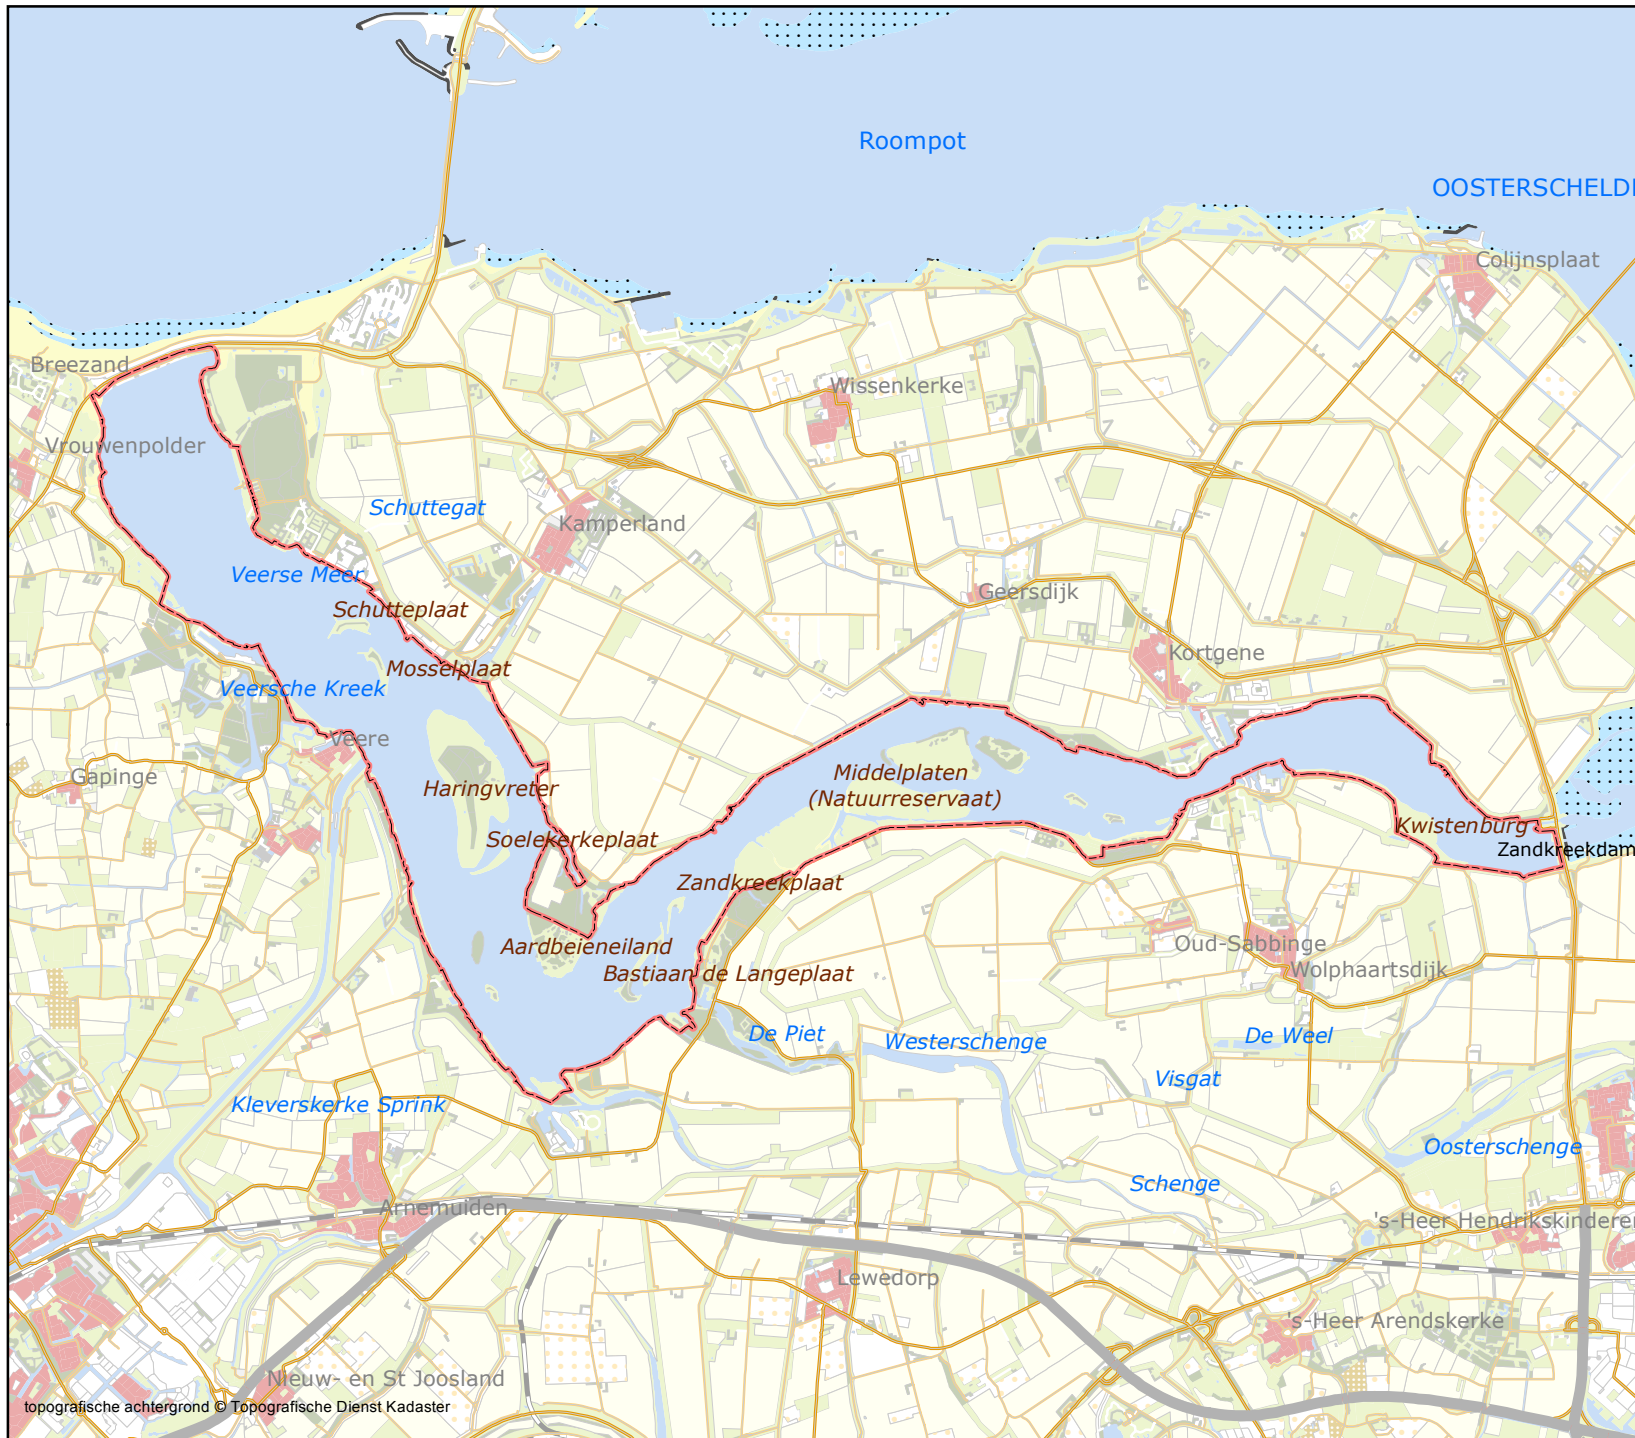 Roompot
OOSTERSCHELD
Colijnsplaat
Breezand
Wissenkerke
Vrouwenpolder
Schuttegat
Kamperland
Veerse Meer
Geersdijk
Schutteplaat
Kortgene
Mosselplaat
Veersche Kreek
Veere
Gapinge
Middelplaten
(Natuurreservaat)
Haringvreter
Kwistenburg
Soelekerkeplaat
Zandkreekdam
Zandkreekplaat
Aardbeieneiland
Oud-Sabbinge
Bastiaan de Langeplaat
Wolphaartsdijk
De Piet
Westerschenge
De Weel
Visgat
Kleverskerke Sprink
Oosterschenge
Schenge
Arnemuiden
's-Heer Hendrikskinderen
Lewedorp
's-Heer Arendskerke
Nieuw- en St Joosland
topografische achtergrond © Topografische Dienst Kadaster